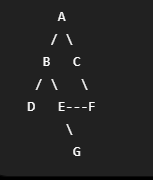 A
   / \
  B   C
 / \   \
D   E---F
     \
      G